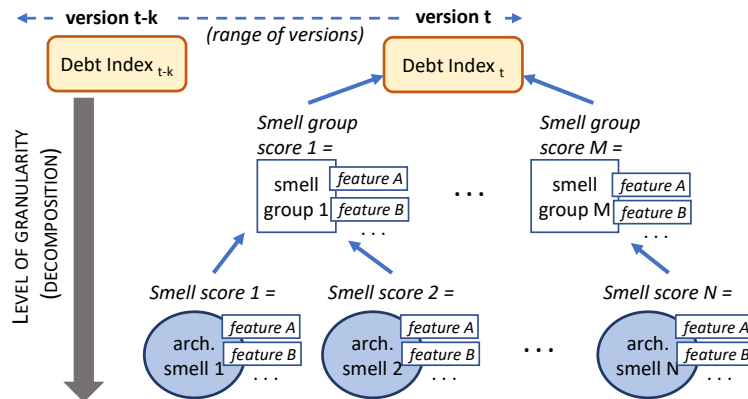 version t-k
version t
(range of versions)
Debt Index t-k
Debt Index t
LEVEL OF GRANULARITY
(DECOMPOSITION)
Smell group
score 1 =
smell
group 1
feature A
feature B
. . .
. . .
Smell group
score M =
smell
group M
feature A
feature B
. . .
Smell score 1 =
arch.
smell 1
feature A
feature B
. . .
Smell score 2 =
arch.
smell 2
feature A
feature B
. . .
. . .
Smell score N =
arch.
smell N
feature A
feature B
. . .